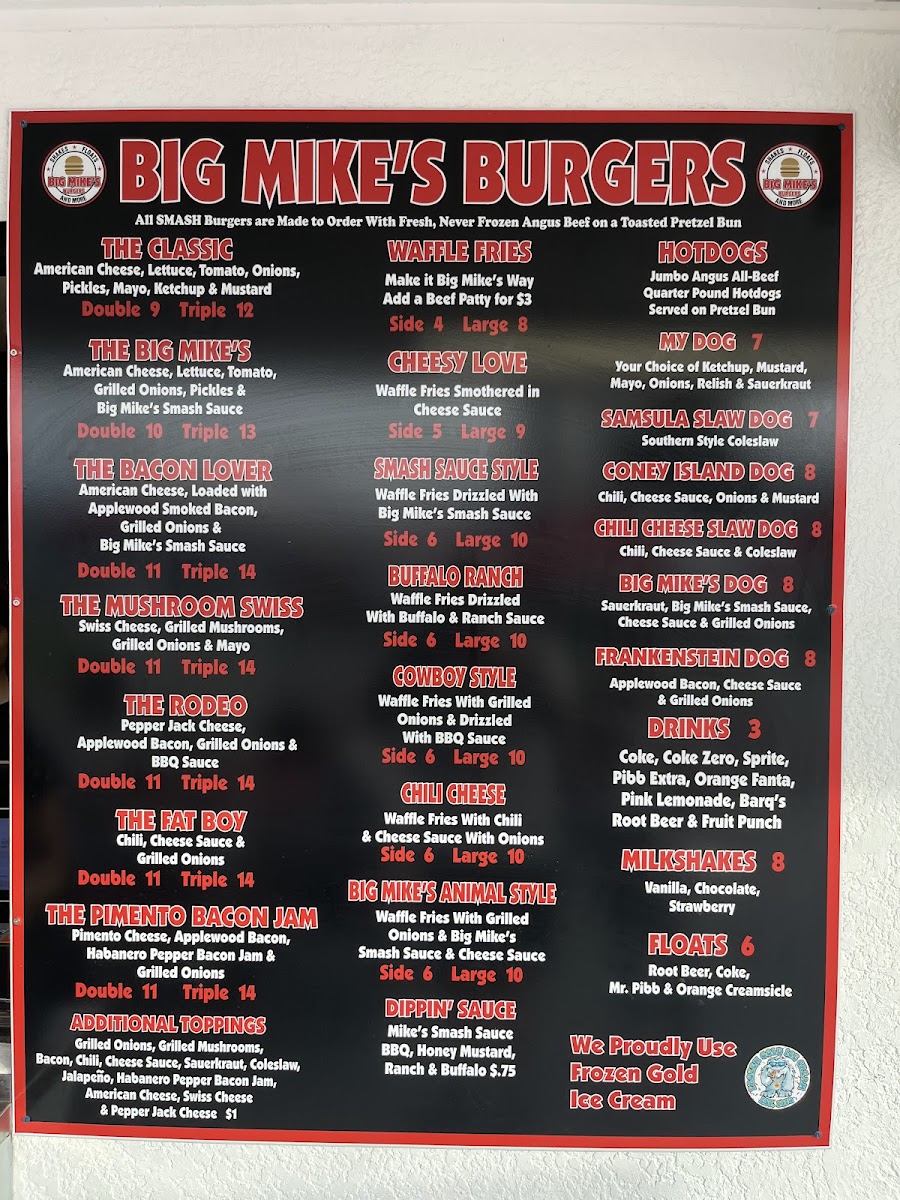 BIG MIKE'S BURGERS
SHAKES ★ FLOATS
BIG MIKE'S
BURGERS
AND MORE
SHAKES ★ FLOATS
BIG MIKE'S
BURGERS
AND MORE
All SMASH Burgers are Made to Order With Fresh, Never Frozen Angus Beef on a Toasted Pretzel Bun
THE CLASSIC
American Cheese, Lettuce, Tomato, Onions,
Pickles, Mayo, Ketchup & Mustard
Double 9 Triple 12
THE BIG MIKE'S
American Cheese, Lettuce, Tomato,
Grilled Onions, Pickles &
Big Mike's Smash Sauce
Double 10 Triple 13
THE BACON LOVER
American Cheese, Loaded with
Applewood Smoked Bacon,
Grilled Onions &
Big Mike's Smash Sauce
Double 11 Triple 14
THE MUSHROOM SWISS
Swiss Cheese, Grilled Mushrooms,
Grilled Onions & Mayo
Double 11 Triple 14
THE RODEO
Pepper Jack Cheese,
Applewood Bacon, Grilled Onions &
BBQ Sauce
Double 11 Triple 14
THE FAT BOY
Chili, Cheese Sauce &
Grilled Onions
Double 11 Triple 14
THE PIMENTO BACON JAM
Pimento Cheese, Applewood Bacon,
Habanero Pepper Bacon Jam &
Grilled Onions
Double 11 Triple 14
ADDITIONAL TOPPINGS
Grilled Onions, Grilled Mushrooms,
Bacon, Chili, Cheese Sauce, Sauerkraut, Coleslaw,
Jalapeño, Habanero Pepper Bacon Jam,
American Cheese, Swiss Cheese
& Pepper Jack Cheese $1
WAFFLE FRIES
Make it Big Mike's Way
Add a Beef Patty for $3
Side 4 Large 8
CHEESY LOVE
Waffle Fries Smothered in
Cheese Sauce
Side 5 Large 9
SMASH SAUCE STYLE
Waffle Fries Drizzled With
Big Mike's Smash Sauce
Side 6 Large 10
BUFFALO RANCH
Waffle Fries Drizzled
With Buffalo & Ranch Sauce
Side 6 Large 10
COWBOY STYLE
Waffle Fries With Grilled
Onions & Drizzled
With BBQ Sauce
Side 6 Large 10
CHILI CHEESE
Waffle Fries With Chili
& Cheese Sauce With Onions
Side 6 Large 10
BIG MIKE'S ANIMAL STYLE
Waffle Fries With Grilled
Onions & Big Mike's
Smash Sauce & Cheese Sauce
Side 6 Large 10
DIPPIN' SAUCE
Mike's Smash Sauce
BBQ, Honey Mustard,
Ranch & Buffalo $.75
HOTDOGS
Jumbo Angus All-Beef
Quarter Pound Hotdogs
Served on Pretzel Bun
MY DOG 7
Your Choice of Ketchup, Mustard,
Mayo, Onions, Relish & Sauerkraut
SAMSULA SLAW DOG 7
Southern Style Coleslaw
CONEY ISLAND DOG 8
Chili, Cheese Sauce, Onions & Mustard
CHILI CHEESE SLAW DOG 8
Chili, Cheese Sauce & Coleslaw
BIG MIKE'S DOG 8
Sauerkraut, Big Mike's Smash Sauce,
Cheese Sauce & Grilled Onions
FRANKENSTEIN DOG 8
Applewood Bacon, Cheese Sauce
& Grilled Onions
DRINKS 3
Coke, Coke Zero, Sprite,
Pibb Extra, Orange Fanta,
Pink Lemonade, Barq's
Root Beer & Fruit Punch
MILKSHAKES 8
Vanilla, Chocolate,
Strawberry
FLOATS 6
Root Beer, Coke,
Mr. Pibb & Orange Creamsicle
We Proudly Use
Frozen Gold
Ice Cream